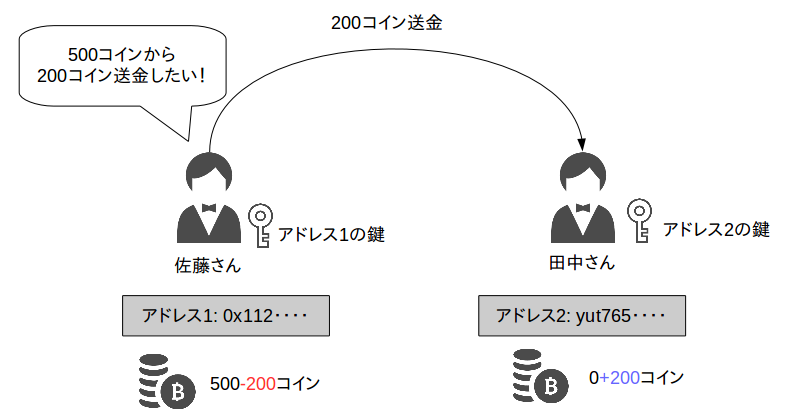 200コイン送金
500コインから
200コイン送金したい!
アドレス1の鍵
アドレス2の鍵
佐藤さん
田中さん
アドレス1: 0x112････
アドレス2: yut765････
500-200コイン
0+200コイン